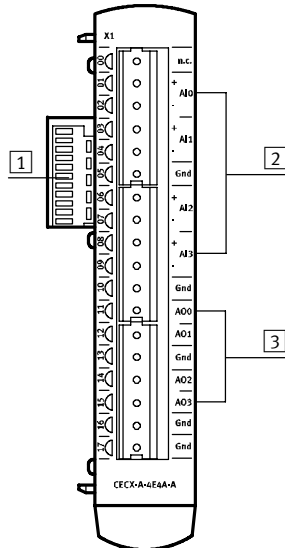 X1
00 n.c.
01 +
AI0
02 -
03 +
AI1
04 -
05 Gnd
06 +
AI2
07 -
08 +
AI3
09 -
10 Gnd
11 AO0
12 AO1
13 Gnd
14 AO2
15 AO3
16 Gnd
17 Gnd
CECX-A-4E4A-A
1
2
3